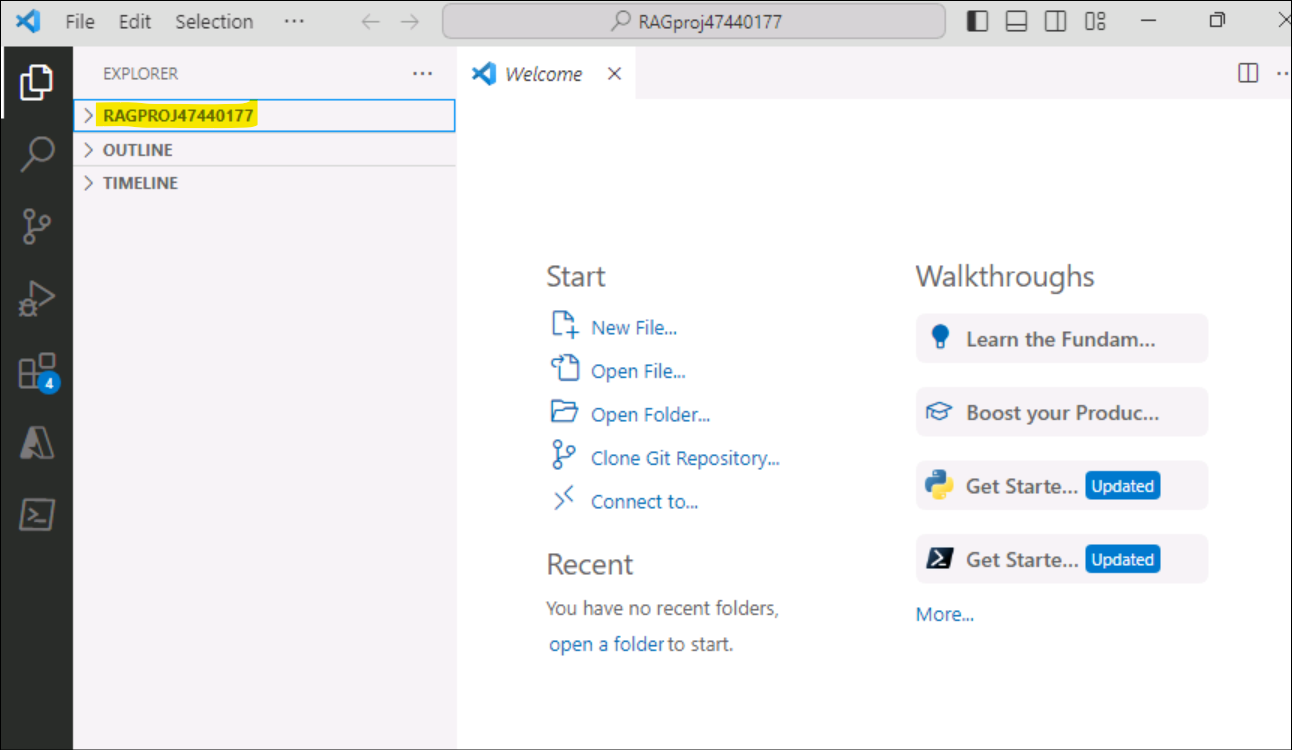 File Edit Selection ··· RAGproj47440177
EXPLORER ···
Welcome
RAGPROJ47440177
OUTLINE
TIMELINE
4
Start
New File...
Open File...
Open Folder...
Clone Git Repository...
Connect to...
Recent
You have no recent folders,
open a folder to start.
Walkthroughs
Learn the Fundam...
Boost your Produc...
Get Starte... Updated
Get Starte... Updated
More...